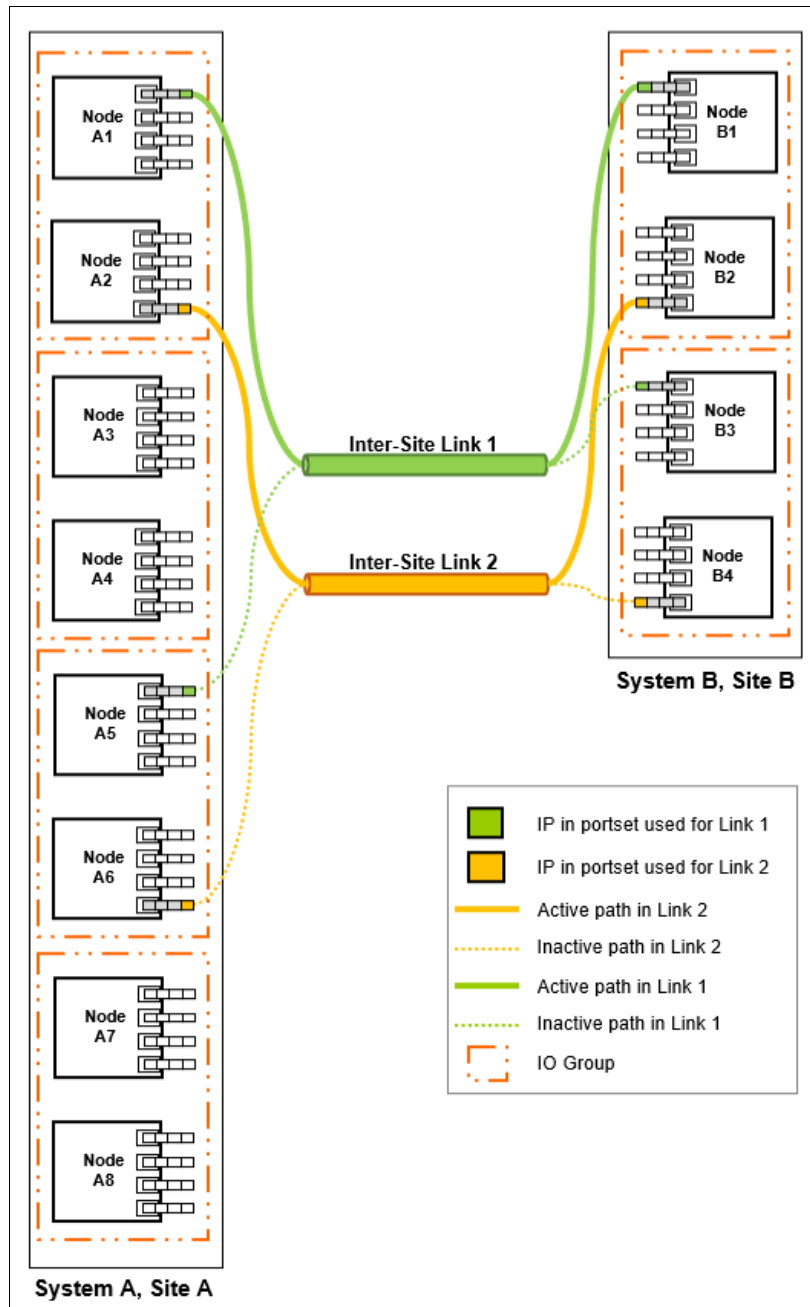 Node
A1
Node
A2
Node
A3
Node
A4
Node
A5
Node
A6
Node
A7
Node
A8
System A, Site A
Inter-Site Link 1
Inter-Site Link 2
Node
B1
Node
B2
Node
B3
Node
B4
System B, Site B
IP in portset used for Link 1
IP in portset used for Link 2
Active path in Link 2
Inactive path in Link 2
Active path in Link 1
Inactive path in Link 1
IO Group